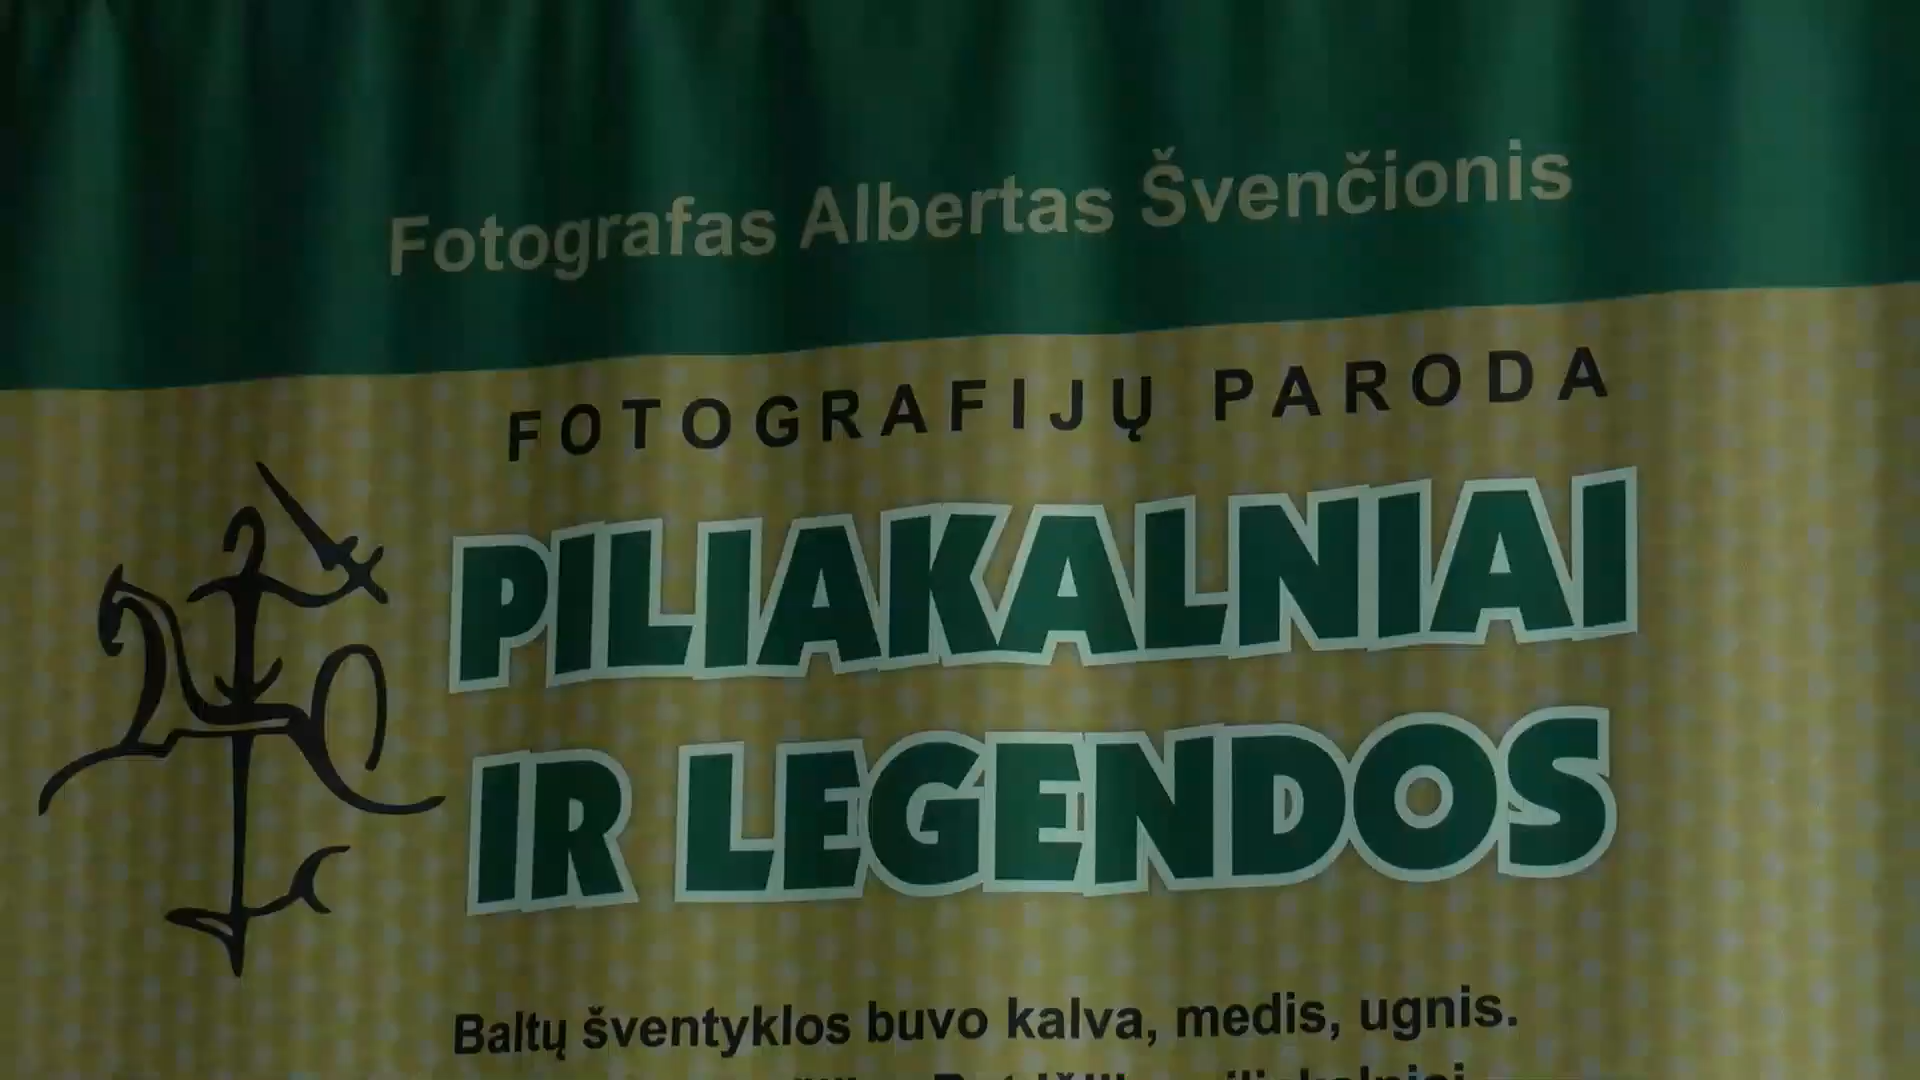 Fotografas Albertas Švenčionis
FOTOGRAFIJŲ PARODA
PILIAKALNIAI
IR LEGENDOS
Baltų šventyklos buvo kalva, medis, ugnis.